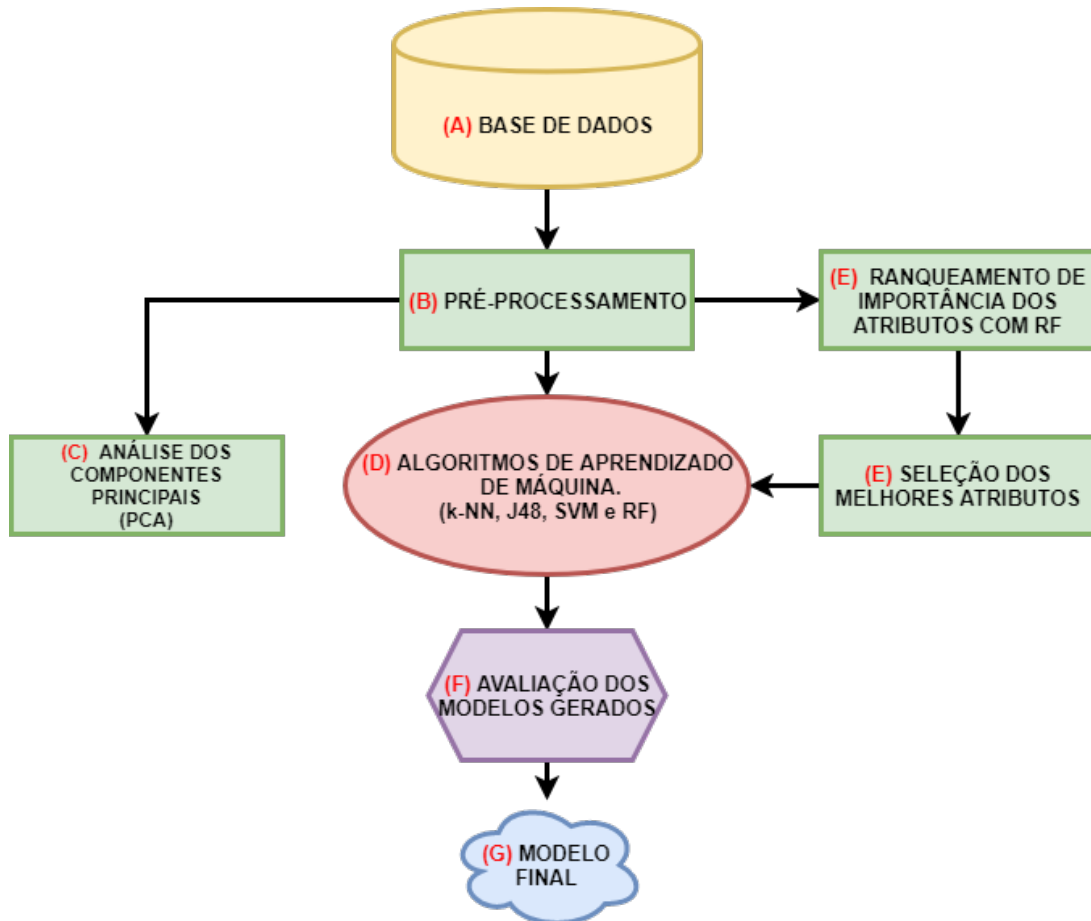 (A) BASE DE DADOS
(B) PRÉ-PROCESSAMENTO
(E) RANQUEAMENTO DE
IMPORTÂNCIA DOS
ATRIBUTOS COM RF
(C) ANÁLISE DOS
COMPONENTES
PRINCIPAIS
(PCA)
(D) ALGORITMOS DE APRENDIZADO
DE MÁQUINA.
(k-NN, J48, SVM e RF)
(E) SELEÇÃO DOS
MELHORES ATRIBUTOS
(F) AVALIAÇÃO DOS
MODELOS GERADOS
(G) MODELO
FINAL